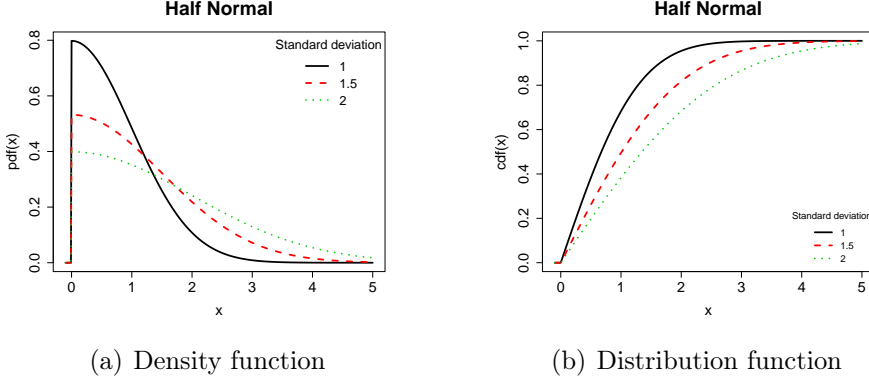 Half Normal
pdf(x)
0.8
0.6
0.4
0.2
0.0
Standard deviation
1
1.5
2
0 1 2 3 4 5
x
(a) Density function
Half Normal
cdf(x)
1.0
0.8
0.6
0.4
0.2
0.0
Standard deviation
1
1.5
2
0 1 2 3 4 5
x
(b) Distribution function